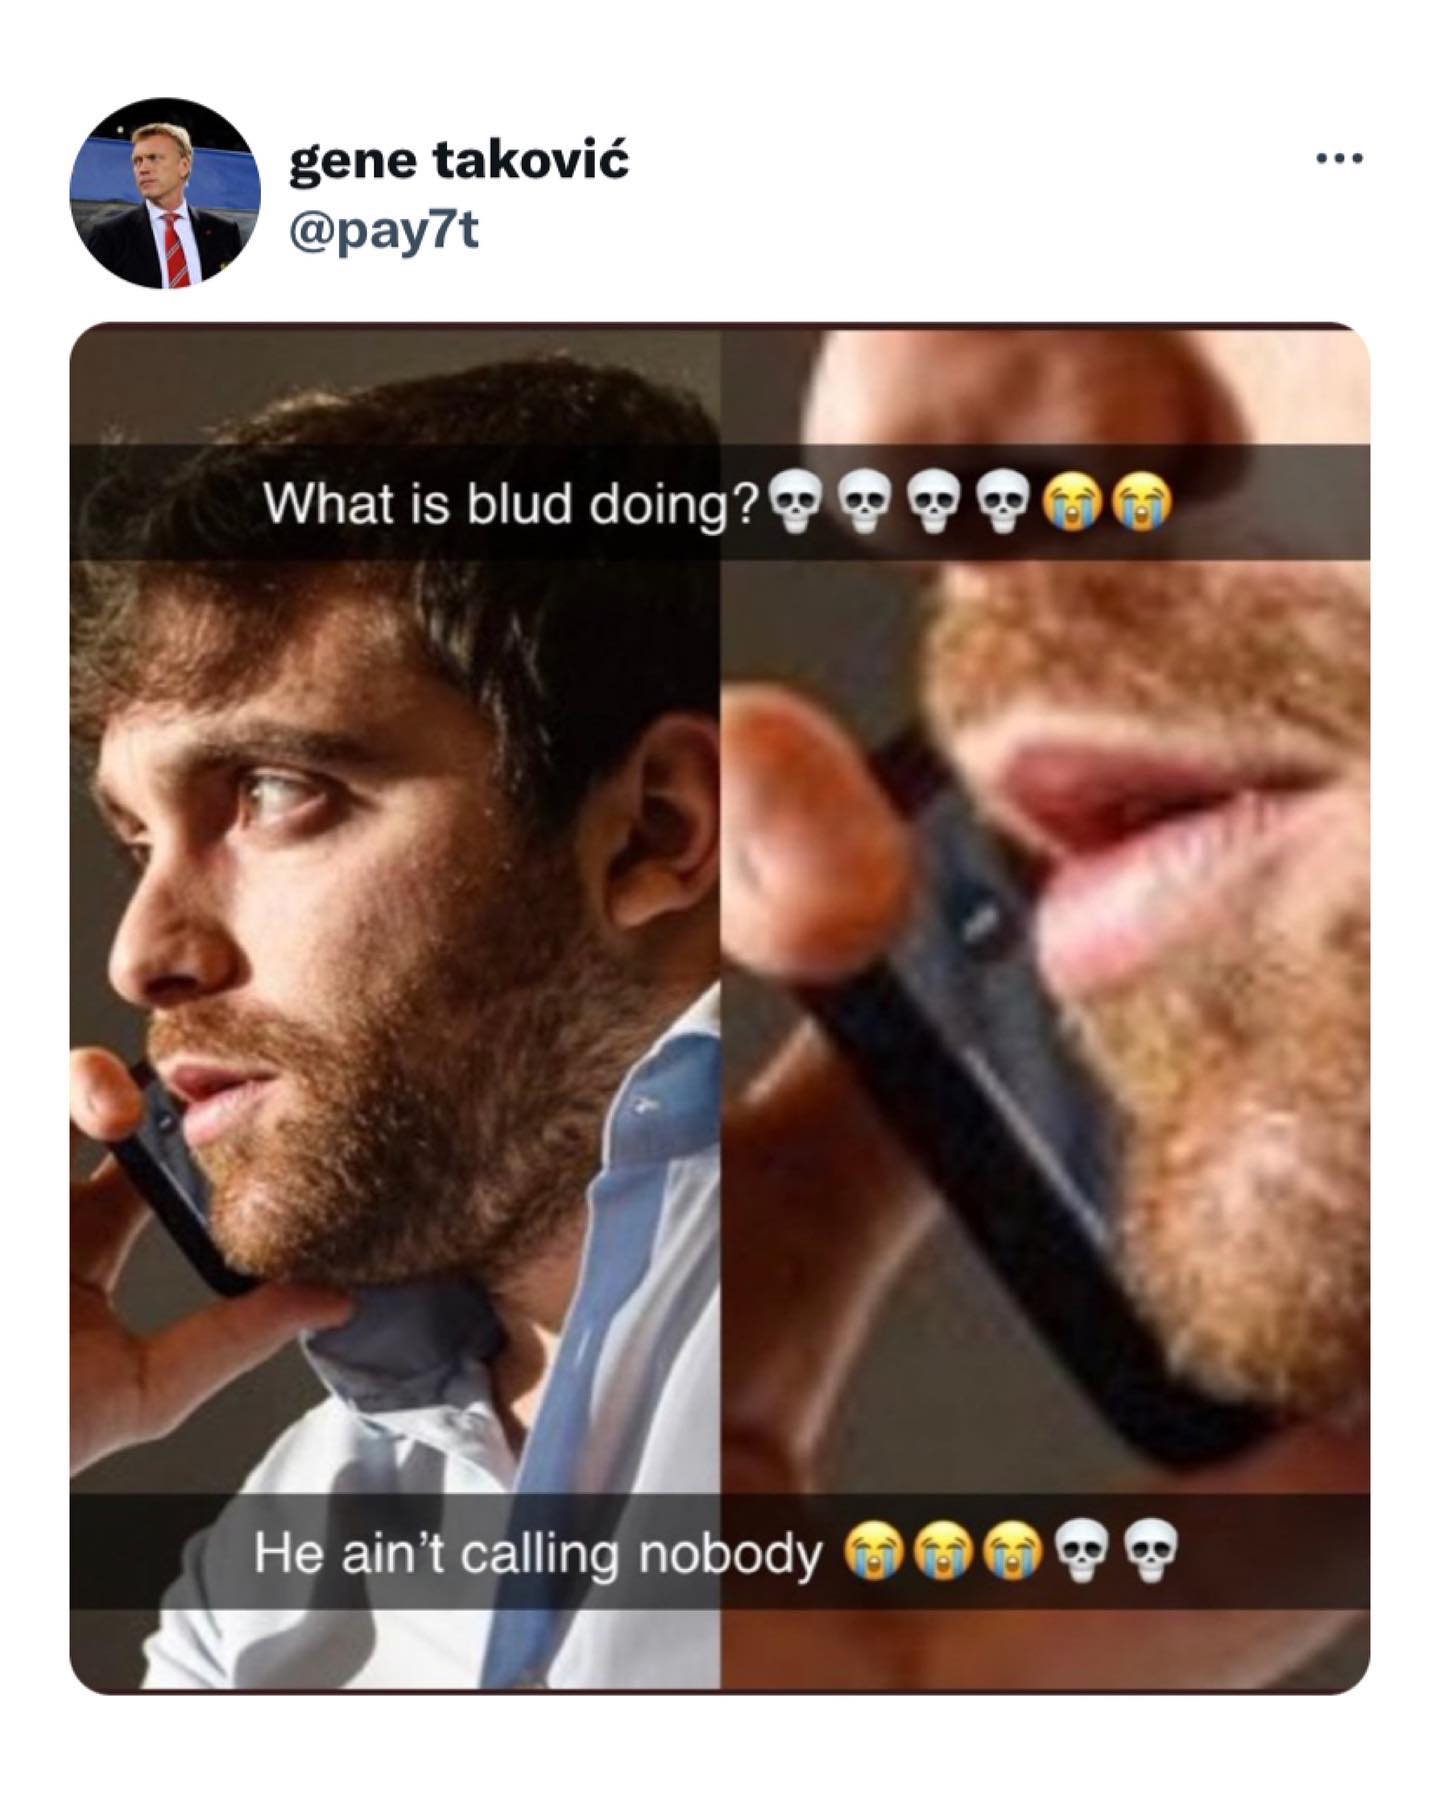 gene taković
@pay7t
What is blud doing?💀💀💀💀😭😭
He ain't calling nobody 😭😭😭💀💀